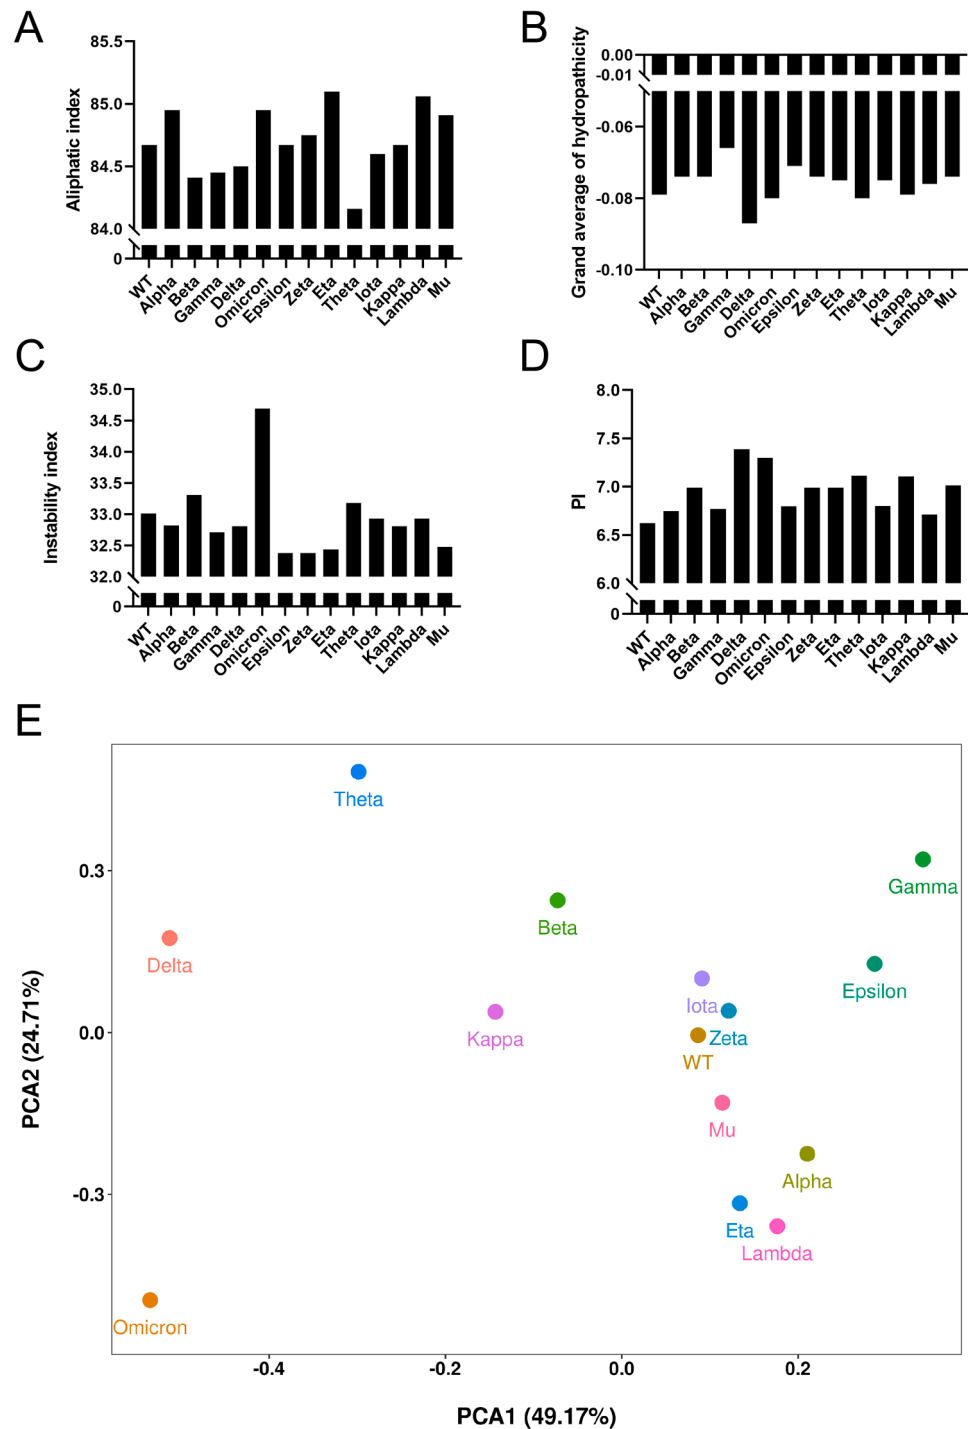 A
Aliphatic index
85.5
85.0
84.5
84.0
0
WT
Alpha
Beta
Gamma
Delta
Omicron
Epsilon
Zeta
Eta
Theta
Iota
Kappa
Lambda
Mu
B
Grand average of hydropathicity
0.00
-0.01
-0.06
-0.08
-0.10
WT
Alpha
Beta
Gamma
Delta
Omicron
Epsilon
Zeta
Eta
Theta
Iota
Kappa
Lambda
Mu
C
Instability index
35.0
34.5
34.0
33.5
33.0
32.5
32.0
0
WT
Alpha
Beta
Gamma
Delta
Omicron
Epsilon
Zeta
Eta
Theta
Iota
Kappa
Lambda
Mu
D
PI
8.0
7.5
7.0
6.5
6.0
0
WT
Alpha
Beta
Gamma
Delta
Omicron
Epsilon
Zeta
Eta
Theta
Iota
Kappa
Lambda
Mu
E
PCA2 (24.71%)
0.3
0.0
-0.3
Theta
Gamma
Beta
Delta
Epsilon
Iota
Kappa
Zeta
WT
Mu
Alpha
Eta
Lambda
Omicron
-0.4
-0.2
0.0
0.2
PCA1 (49.17%)